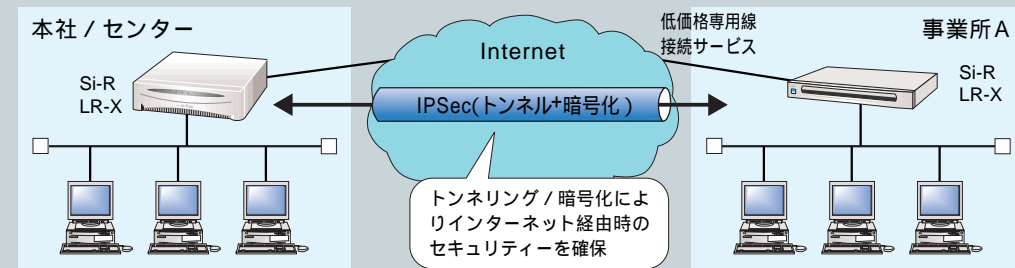 本社 / センター
Si-R
LR-X
Internet
低価格専用線
接続サービス
事業所A
Si-R
LR-X
IPSec(トンネル+暗号化)
トンネリング / 暗号化によ
りインターネット経由時の
セキュリティーを確保